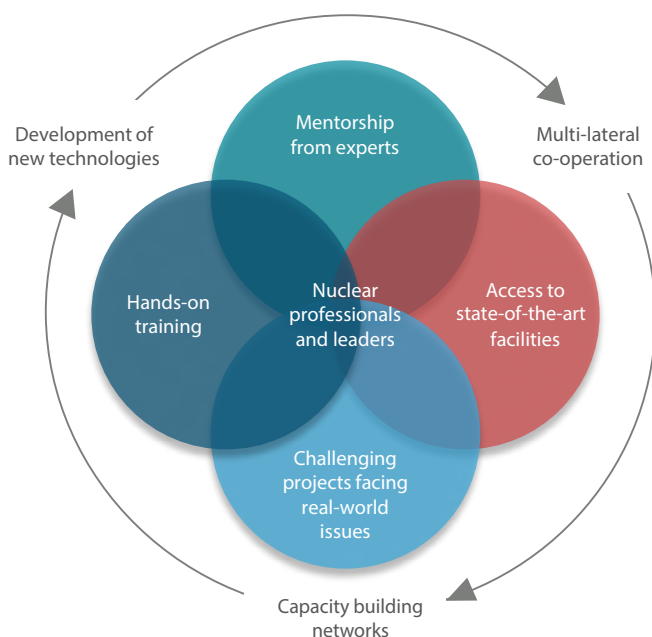 Mentorship
from experts
Development of
new technologies
Multi-lateral
co-operation
Hands-on
training
Nuclear
professionals
and leaders
Access to
state-of-the-art
facilities
Challenging
projects facing
real-world
issues
Capacity building
networks